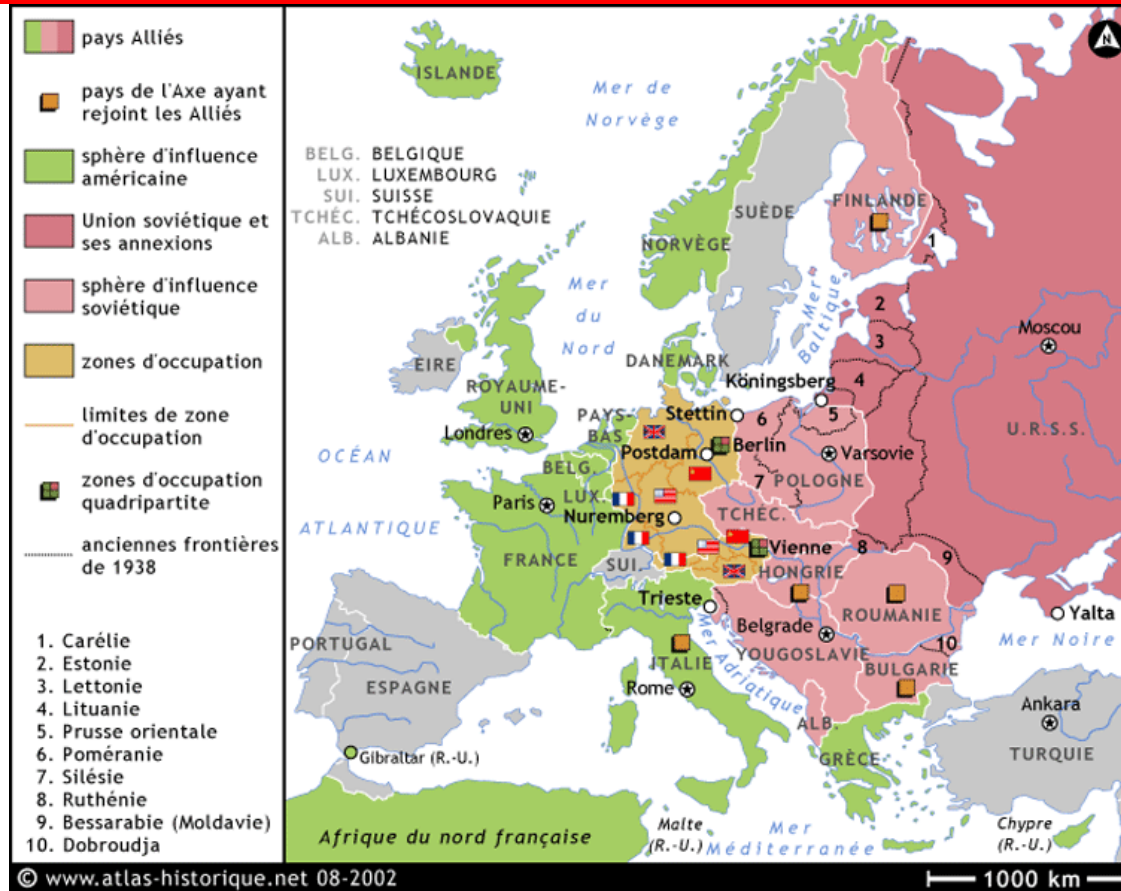 pays Alliés
pays de l'Axe ayant
rejoint les Alliés
sphère d'influence
américaine
Union soviétique et
ses annexions
sphère d'influence
soviétique
zones d'occupation
limites de zone
d'occupation
zones d'occupation
quadripartite
anciennes frontières
de 1938
1. Carélie
2. Estonie
3. Lettonie
4. Lituanie
5. Prusse orientale
6. Poméranie
7. Silésie
8. Ruthénie
9. Bessarabie (Moldavie)
10. Dobroudja
N
ISLANDE
Mer de
Norvège
BELG. BELGIQUE
LUX. LUXEMBOURG
SUI. SUISSE
TCHÉC. TCHÉCOSLOVAQUIE
ALB. ALBANIE
SUÈDE
FINLANDE
NORVÈGE
1
Mer
du
Nord
Mer
Baltique
2
3
4
Moscou
EIRE
ROYAUME-
UNI
DANEMARK
Köningsberg
5
U.R.S.S.
PAYS-
BAS
Stettin
6
Londres
Berlin
Postdam
Varsovie
OCÉAN
ATLANTIQUE
BELG.
LUX.
7
POLOGNE
Paris
Nuremberg
TCHÉC.
FRANCE
SUI.
Vienne
8
9
HONGRIE
Trieste
ROUMANIE
Yalta
Mer Noire
Belgrade
10
PORTUGAL
ESPAGNE
ITALIE
Mer Adriatique
YOUGOSLAVIE
BULGARIE
Rome
Ankara
ALB.
TURQUIE
GRÈCE
Gibraltar (R.-U.)
Afrique du nord française
Malte
(R.-U.)
Mer
Méditerranée
Chypre
(R.-U.)
© www.atlas-historique.net 08-2002
1000 km